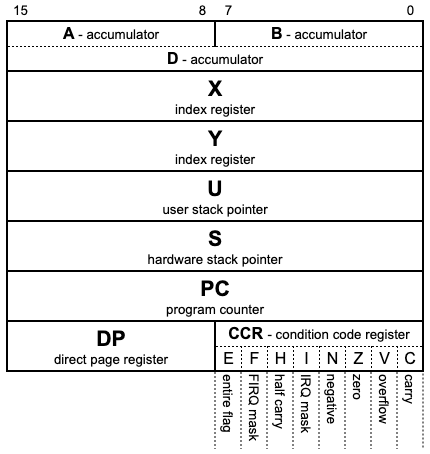 15 8 7 0
A - accumulator B - accumulator
D - accumulator
X
index register
Y
index register
U
user stack pointer
S
hardware stack pointer
PC
program counter
DP
direct page register
CCR - condition code register
E F H I N Z V C
entire flag
FIRQ mask
half carry
IRQ mask
negative
zero
overflow
carry